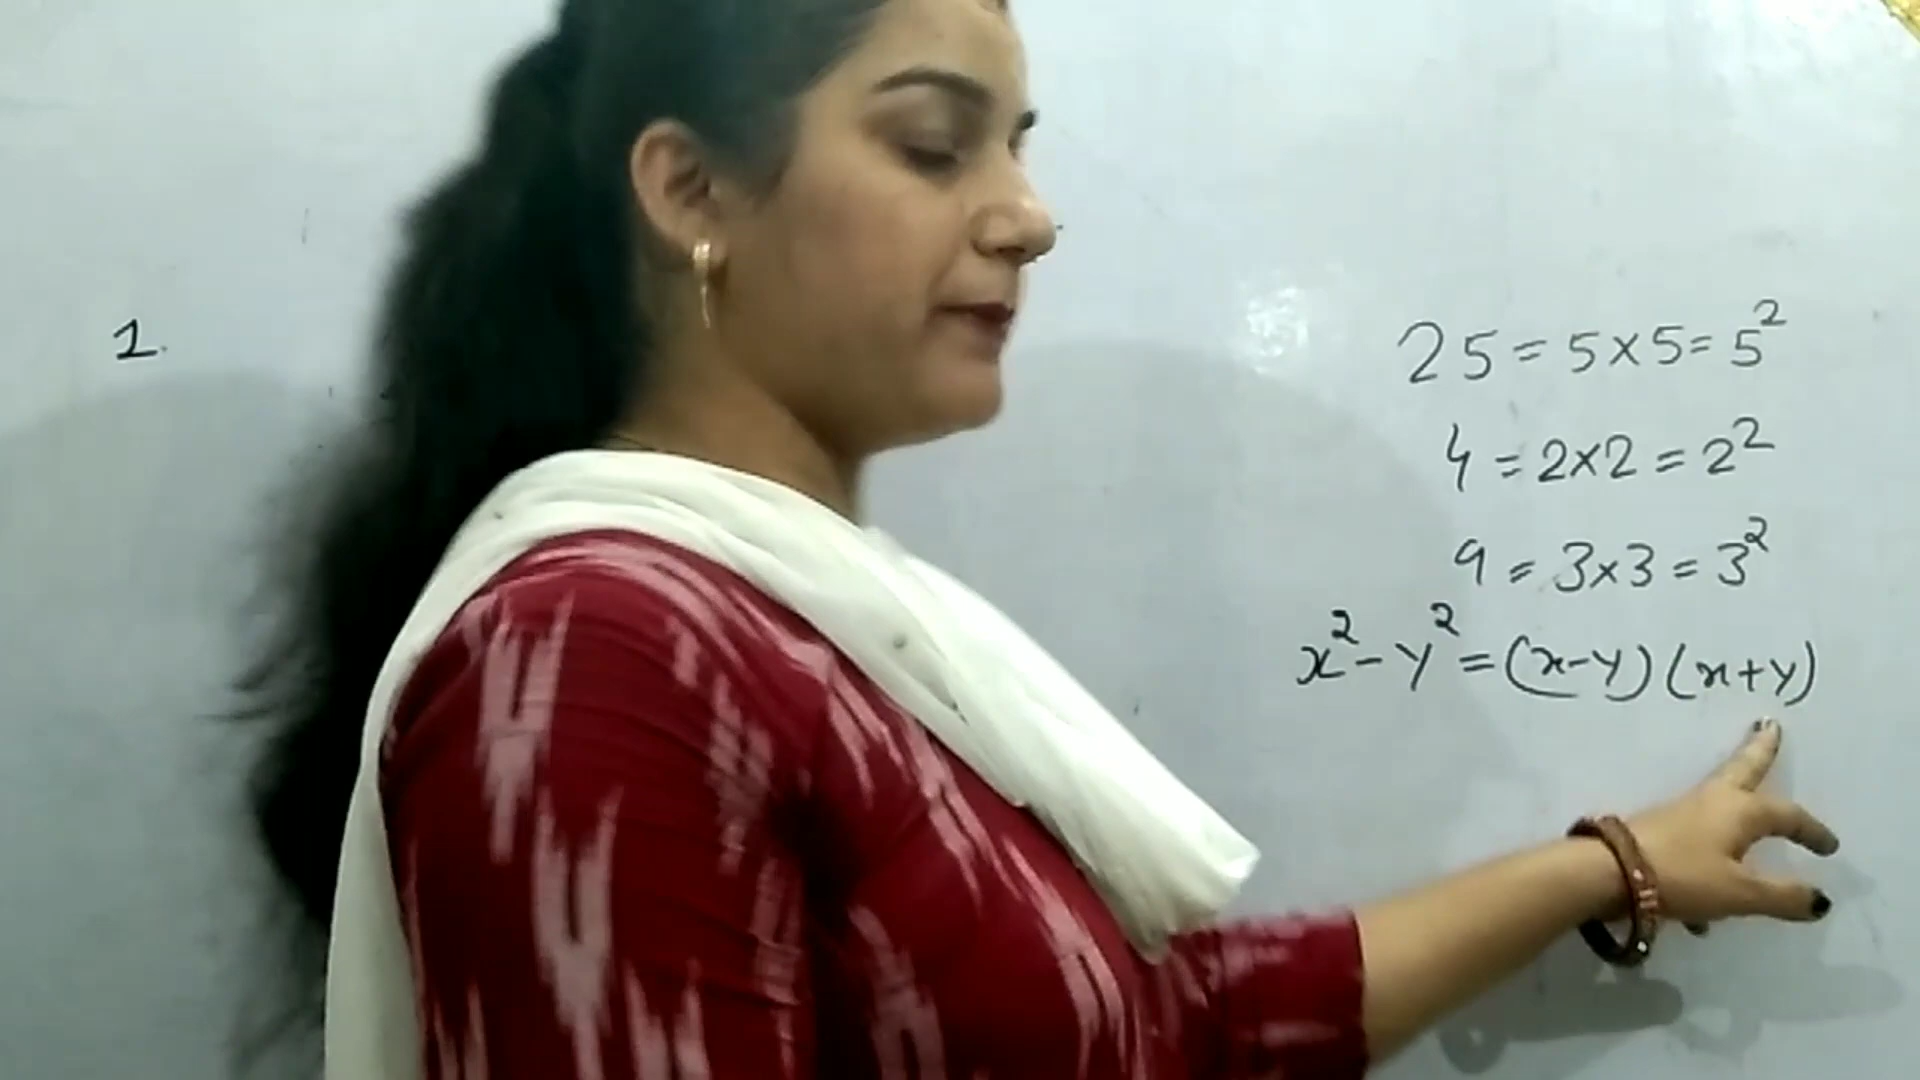 1.
25 = 5×5 = 5²
4 = 2×2 = 2²
9 = 3×3 = 3²
x² - y² = (x-y) (x+y)